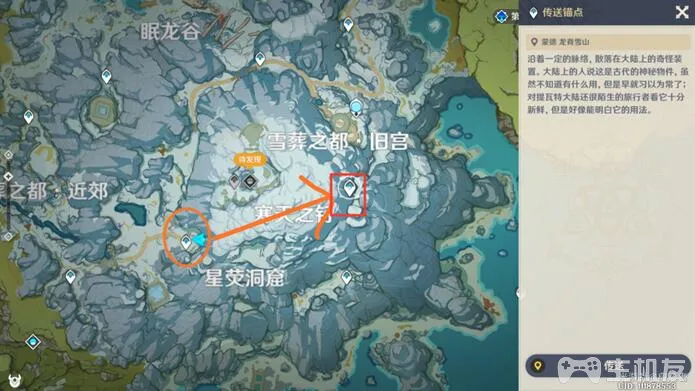 眠龙谷
第
雪葬之都·旧宫
待发现
之都·近郊
寒天之钉
星荧洞窟
传送锚点
蒙德 龙脊雪山
沿着一定的脉络，散落在大陆上的奇怪装
置。大陆上的人说这是古代的神秘物件，虽
然不知道有什么用，但是早就习以为常了；
对提瓦特大陆还很陌生的旅行者看它十分
新鲜，但是好像能明白它的用法。
传送
主机友